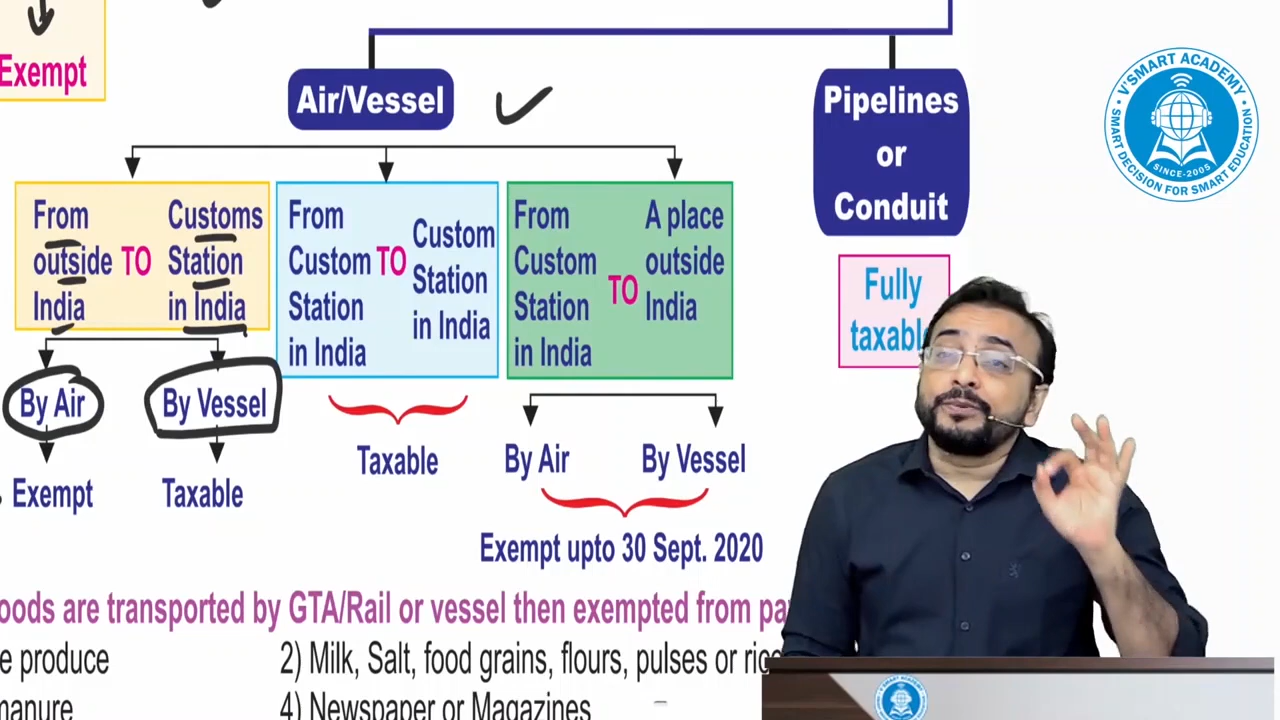 Exempt
Air/Vessel
Pipelines
or
Conduit
V'SMART ACADEMY
SMART DECISION FOR SMART EDUCATION
SINCE-2005
From
outside
India
TO
Customs
Station
in India
From
Custom
Station
in India
TO
Custom
Station
in India
From
Custom
Station
in India
TO
A place
outside
India
Fully
By Air
By Vessel
Exempt
Taxable
Taxable
By Air
By Vessel
Exempt upto 30 Sept. 2020
are transported by GTA/Rail or vessel then exempted from
produce
2) Milk, Salt, food grains, flours, pulses or
manure
4) Newspaper or Magazines